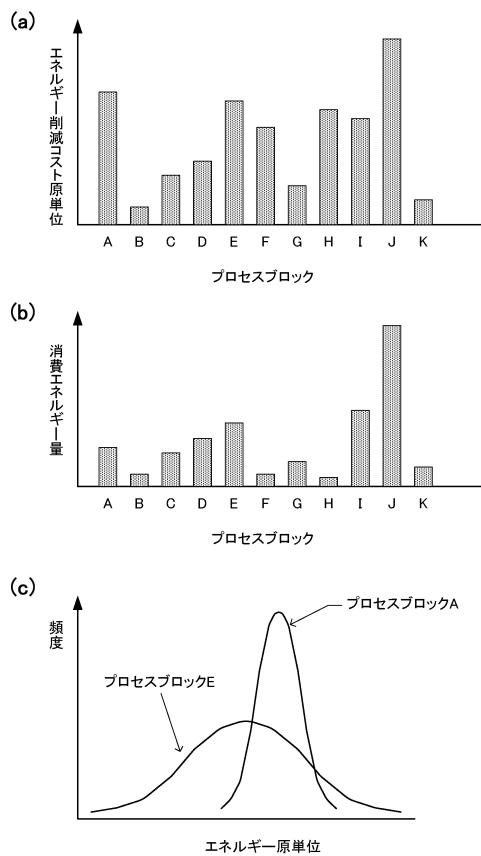 (a)
エネルギー削減コスト原単位
A B C D E F G H I J K
プロセスブロック
(b)
消費エネルギー量
A B C D E F G H I J K
プロセスブロック
(c)
頻度
プロセスブロックA
プロセスブロックE
エネルギー原単位